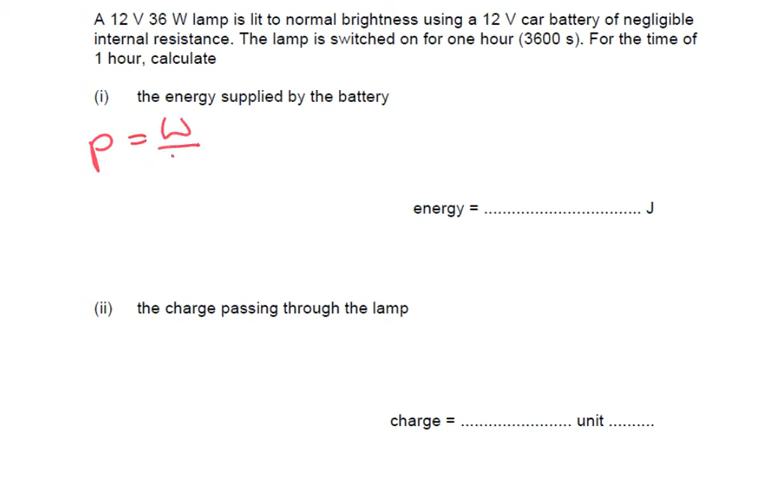 A 12 V 36 W lamp is lit to normal brightness using a 12 V car battery of negligible
internal resistance. The lamp is switched on for one hour (3600 s). For the time of
1 hour, calculate
(i) the energy supplied by the battery
P = W
energy = .................................. J
(ii) the charge passing through the lamp
charge = ........................ unit ..........